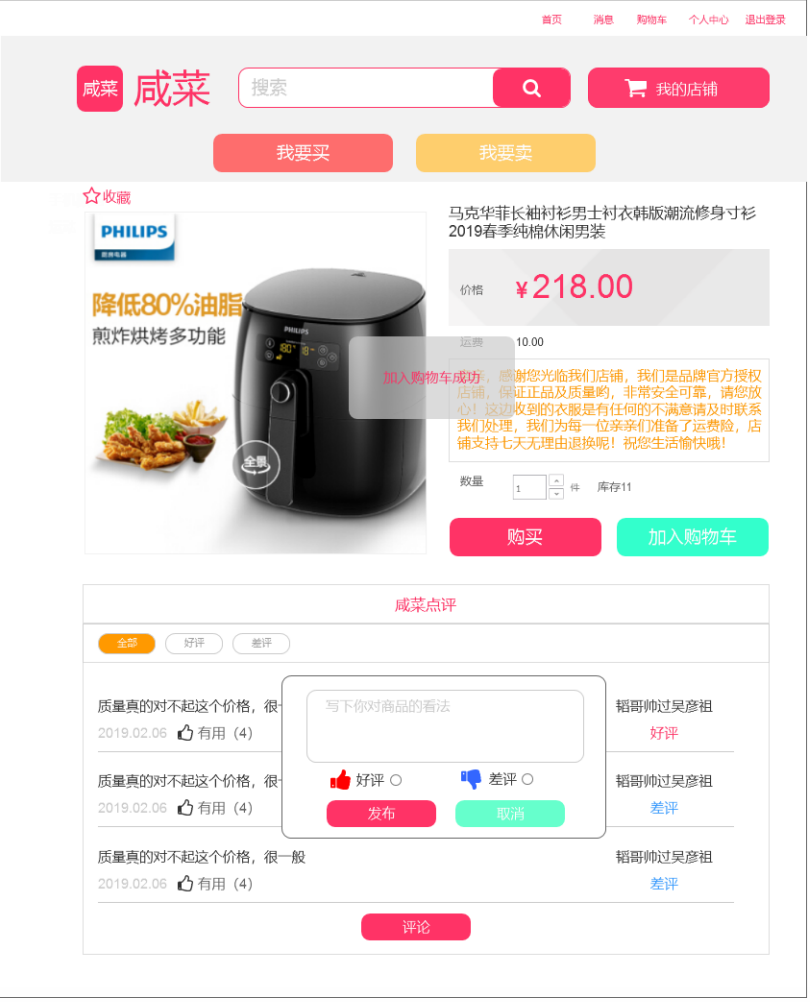 首页 消息 购物车 个人中心 退出登录
咸菜 咸菜 搜索 我的店铺
我要买 我要卖
收藏
PHILIPS
降低80%油脂
煎炸烘烤多功能
PHILIPS
180°
全景
马克华菲长袖衬衫男士衬衣韩版潮流修身寸衫
2019春季纯棉休闲男装
价格 ¥218.00
运费 10.00
加入购物车成功
感谢您光临我们店铺，我们是品牌官方授权
店铺，保证正品及质量哟，非常安全可靠，请您放
心！这边收到的衣服是有任何的不满意请及时联系
我们处理，我们为每一位亲亲们准备了运费险，店
铺支持七天无理由退换呢！祝您生活愉快哦！
数量 1 件 库存11
购买 加入购物车
咸菜点评
全部 好评 差评
质量真的对不起这个价格，很 韬哥帅过吴彦祖
2019.02.06 有用（4） 好评
质量真的对不起这个价格，很 韬哥帅过吴彦祖
2019.02.06 有用（4） 差评
写下你对商品的看法
好评 差评
发布 取消
质量真的对不起这个价格，很一般 韬哥帅过吴彦祖
2019.02.06 有用（4） 差评
评论